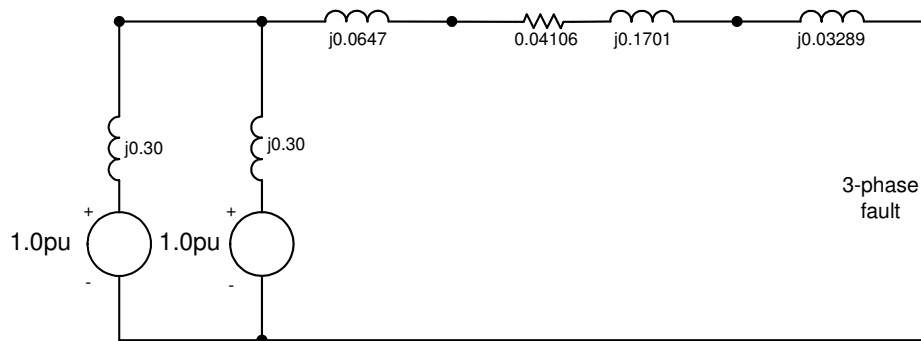 j0.0647
0.04106
j0.1701
j0.03289
j0.30
j0.30
3-phase
fault
+
+
1.0pu
1.0pu
-
-